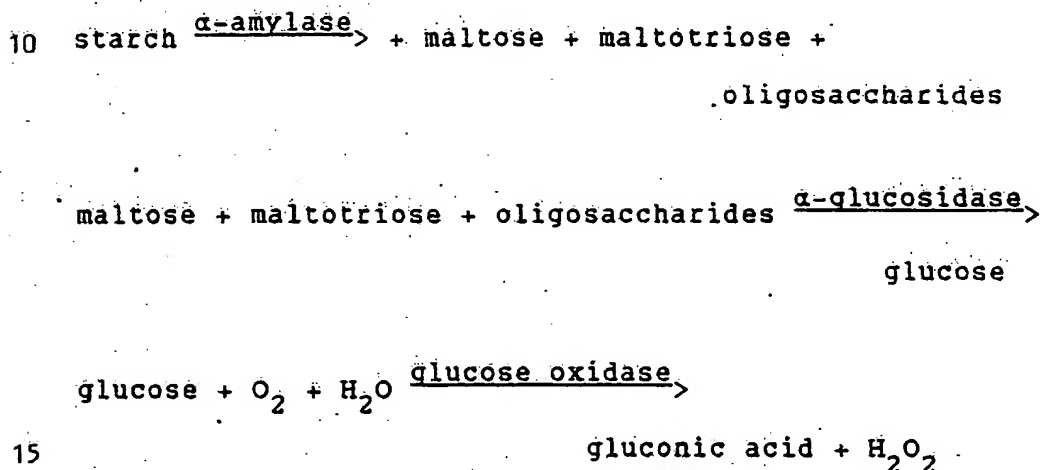 10 starch α-amylase> + maltose + maltotriose +
oligosaccharides
maltose + maltotriose + oligosaccharides α-glucosidase>
glucose
glucose + O2 + H2O glucose oxidase>
15 gluconic acid + H2O2